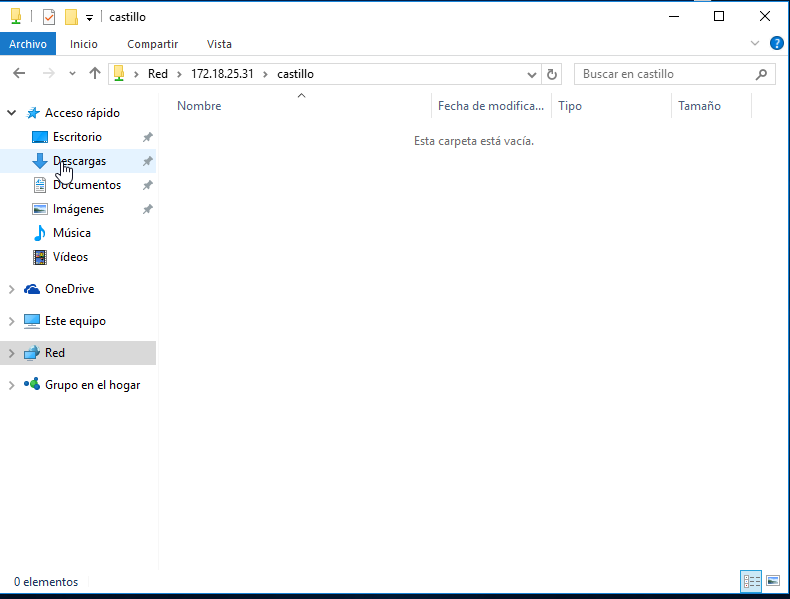 castillo
Archivo Inicio Compartir Vista
Red 172.18.25.31 castillo Buscar en castillo
Nombre Fecha de modifica... Tipo Tamaño
Esta carpeta está vacía.
Acceso rápido
Escritorio
Descargas
Documentos
Imágenes
Música
Vídeos
OneDrive
Este equipo
Red
Grupo en el hogar
0 elementos